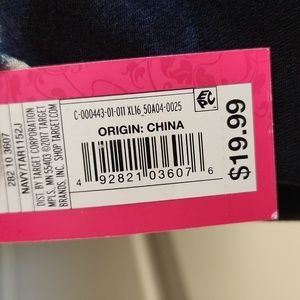 C-000443-01-011 XL16 50A04-0025
ORIGIN: CHINA
4 92821 03607 6
$19.99
282 10 3607
NAVY/TAR1152J
DIST. BY TARGET CORPORATION
MPLS, MN 55403 ©2017 TARGET
BRANDS INC. SHOP TARGET.COM